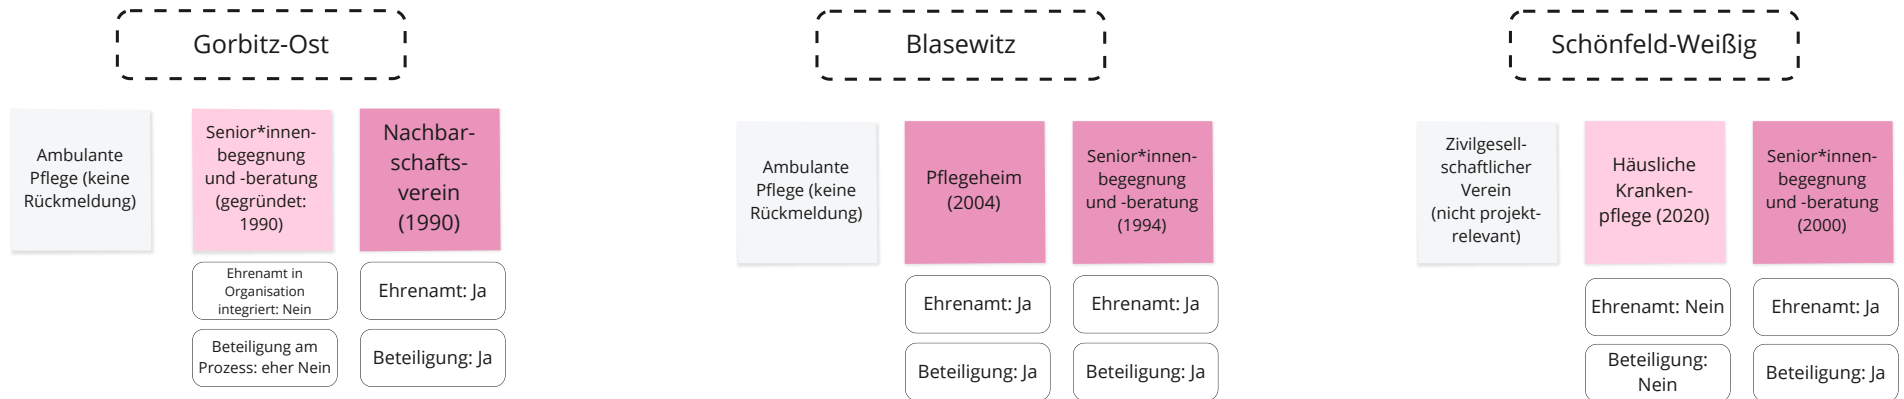 Gorbitz-Ost
Ambulante
Pflege (keine
Rückmeldung)
Senior*innen-
begegnung
und -beratung
(gegründet:
1990)
Ehrenamt in
Organisation
integriert: Nein
Beteiligung am
Prozess: eher Nein
Nachbar-
schafts-
verein
(1990)
Ehrenamt: Ja
Beteiligung: Ja
Blasewitz
Ambulante
Pflege (keine
Rückmeldung)
Pflegeheim
(2004)
Ehrenamt: Ja
Beteiligung: Ja
Senior*innen-
begegnung
und -beratung
(1994)
Ehrenamt: Ja
Beteiligung: Ja
Schönfeld-Weißig
Zivilgesell-
schaftlicher
Verein
(nicht projekt-
relevant)
Häusliche
Kranken-
pflege (2020)
Ehrenamt: Nein
Beteiligung:
Nein
Senior*innen-
begegnung
und -beratung
(2000)
Ehrenamt: Ja
Beteiligung: Ja